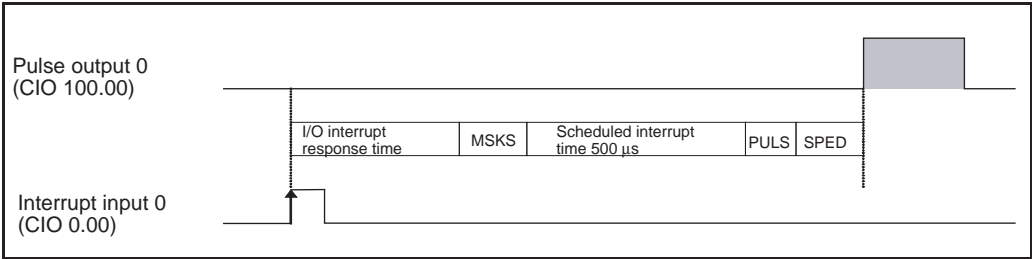 Pulse output 0
(CIO 100.00)
I/O interrupt
response time
MSKS
Scheduled interrupt
time 500 μs
PULS
SPED
Interrupt input 0
(CIO 0.00)